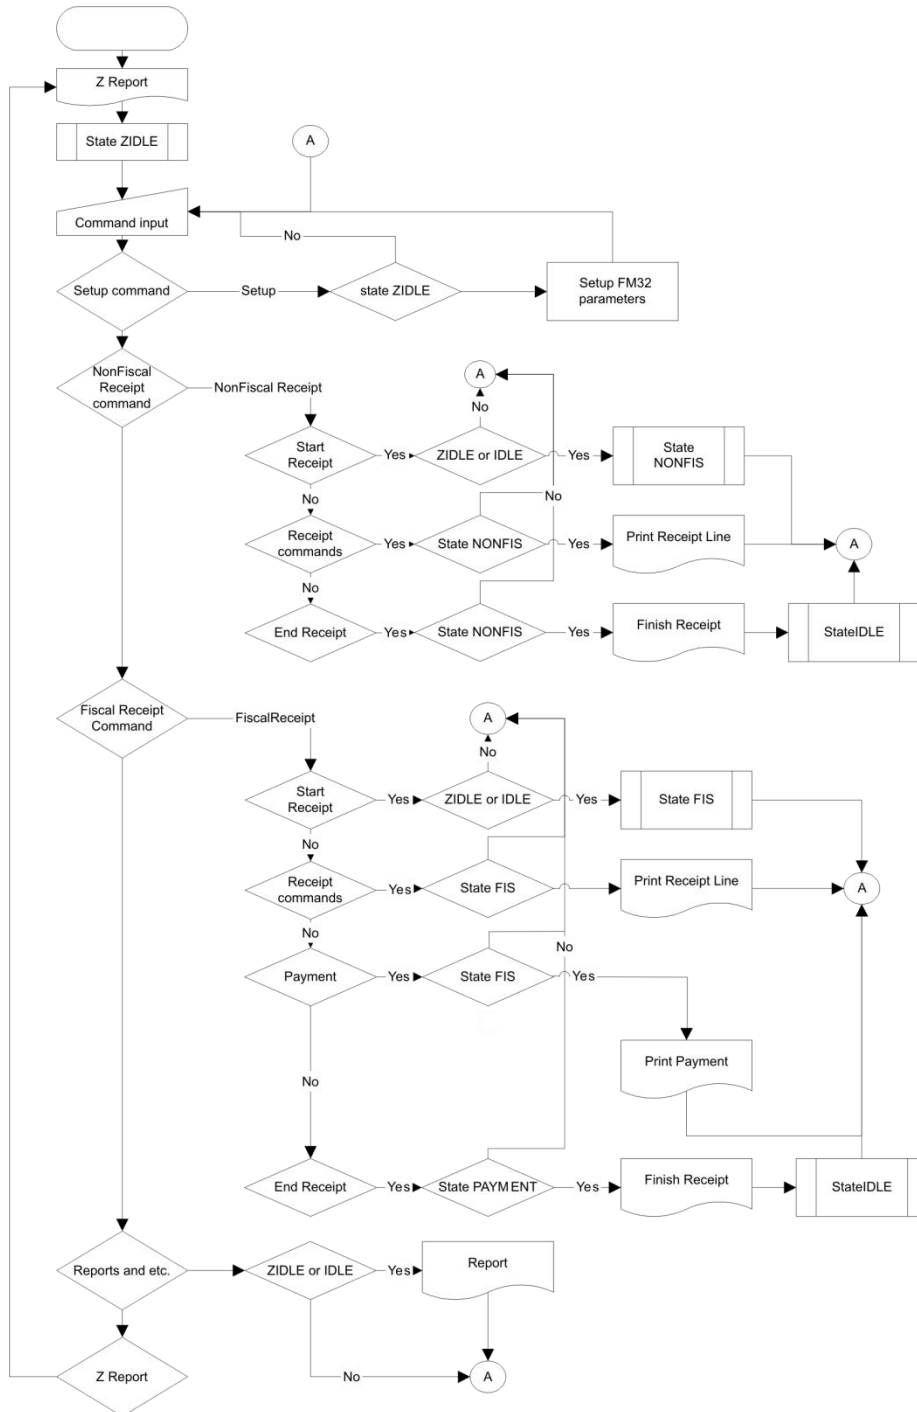 Z Report
State ZIDLE
A
Command input
No
Setup command
Setup
state ZIDLE
Setup FM32
parameters
NonFiscal
Receipt
command
NonFiscal Receipt
A
No
Start
Receipt
Yes
ZIDLE or IDLE
Yes
State
NONFIS
No
No
Receipt
commands
Yes
State NONFIS
Yes
Print Receipt Line
A
No
End Receipt
Yes
State NONFIS
Yes
Finish Receipt
StateIDLE
Fiscal Receipt
Command
FiscalReceipt
A
No
Start
Receipt
Yes
ZIDLE or IDLE
Yes
State FIS
No
Receipt
commands
Yes
State FIS
Print Receipt Line
A
No
No
Payment
Yes
State FIS
Yes
Print Payment
No
End Receipt
Yes
State PAYMENT
Yes
Finish Receipt
StateIDLE
Reports and etc.
ZIDLE or IDLE
Yes
Report
Z Report
No
A